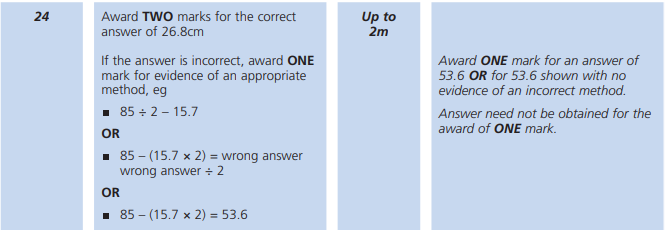 24
Award TWO marks for the correct
answer of 26.8cm
If the answer is incorrect, award ONE
mark for evidence of an appropriate
method, eg
■ 85 ÷ 2 – 15.7
OR
■ 85 – (15.7 × 2) = wrong answer
wrong answer ÷ 2
OR
■ 85 – (15.7 × 2) = 53.6
Up to
2m
Award ONE mark for an answer of
53.6 OR for 53.6 shown with no
evidence of an incorrect method.
Answer need not be obtained for the
award of ONE mark.